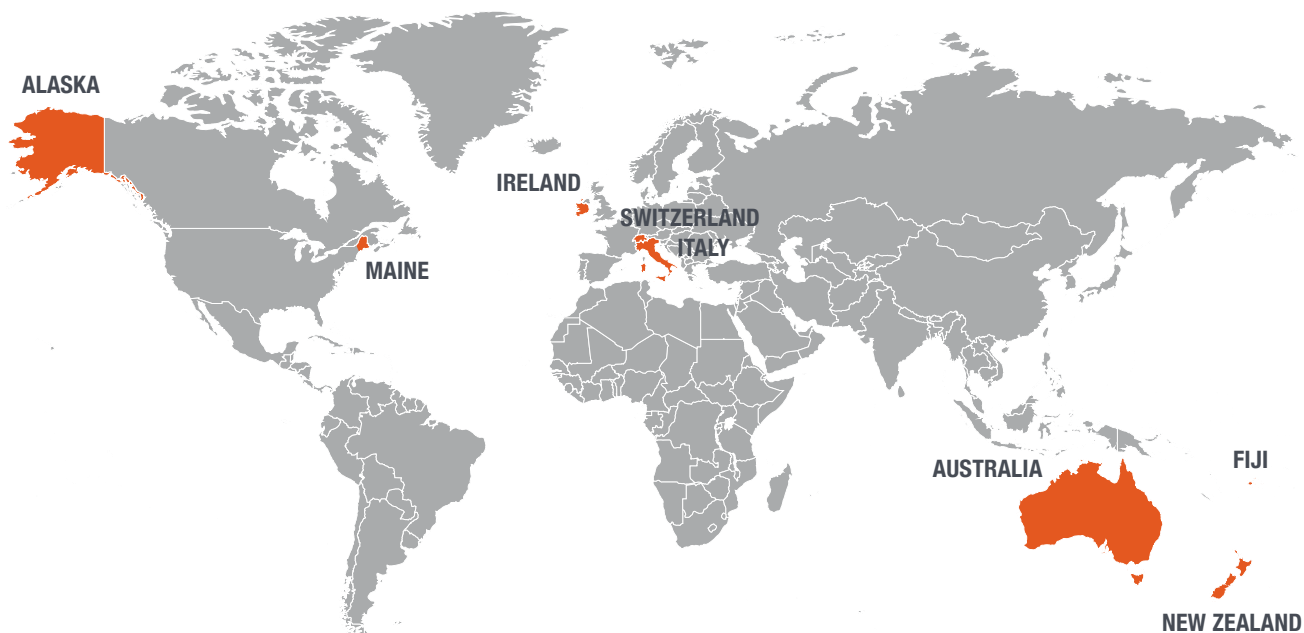 ALASKA
IRELAND
SWITZERLAND
ITALY
MAINE
FIJI
AUSTRALIA
NEW ZEALAND